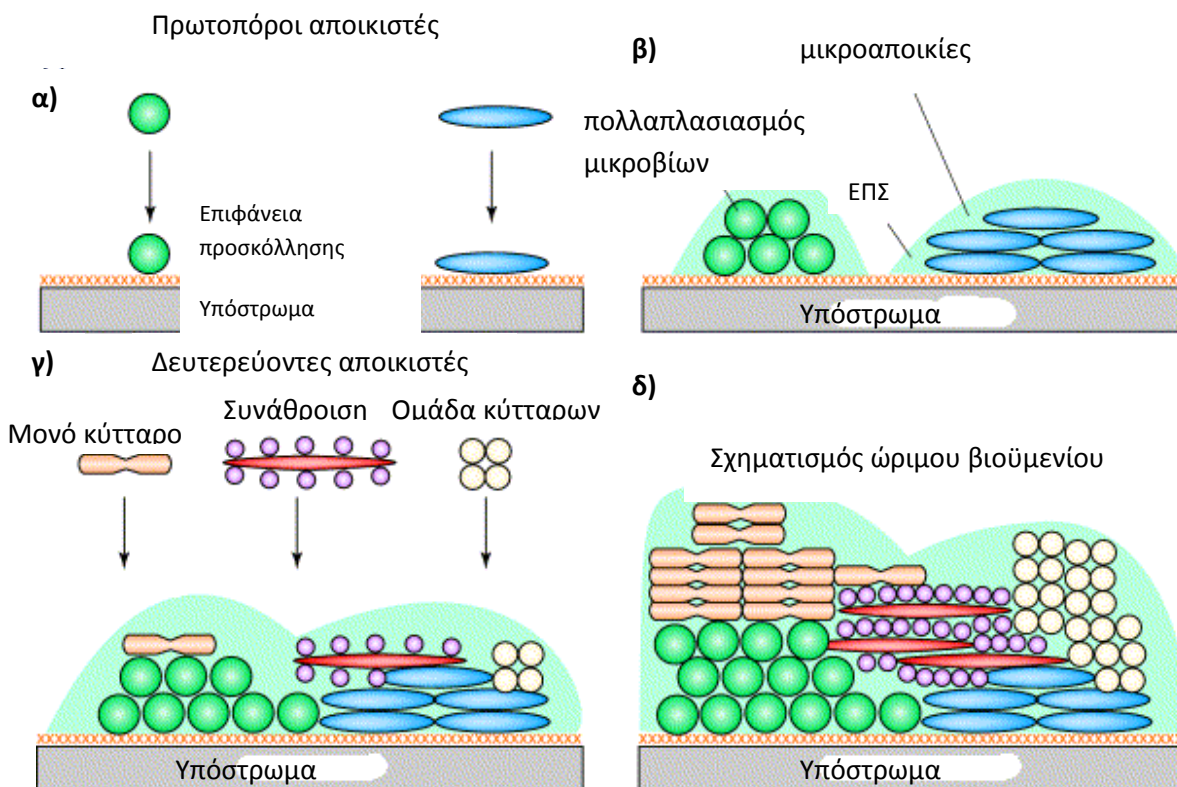 Πρωτοπόροι αποικιστές
α)
Επιφάνεια
προσκόλλησης
Υπόστρωμα
β)
μικροαποικίες
πολλαπλασιασμός
μικροβίων
ΕΠΣ
Υπόστρωμα
γ)
Δευτερεύοντες αποικιστές
Μονό κύτταρο
Συνάθροιση
Ομάδα κύτταρων
Υπόστρωμα
δ)
Σχηματισμός ώριμου βιοϋμενίου
Υπόστρωμα